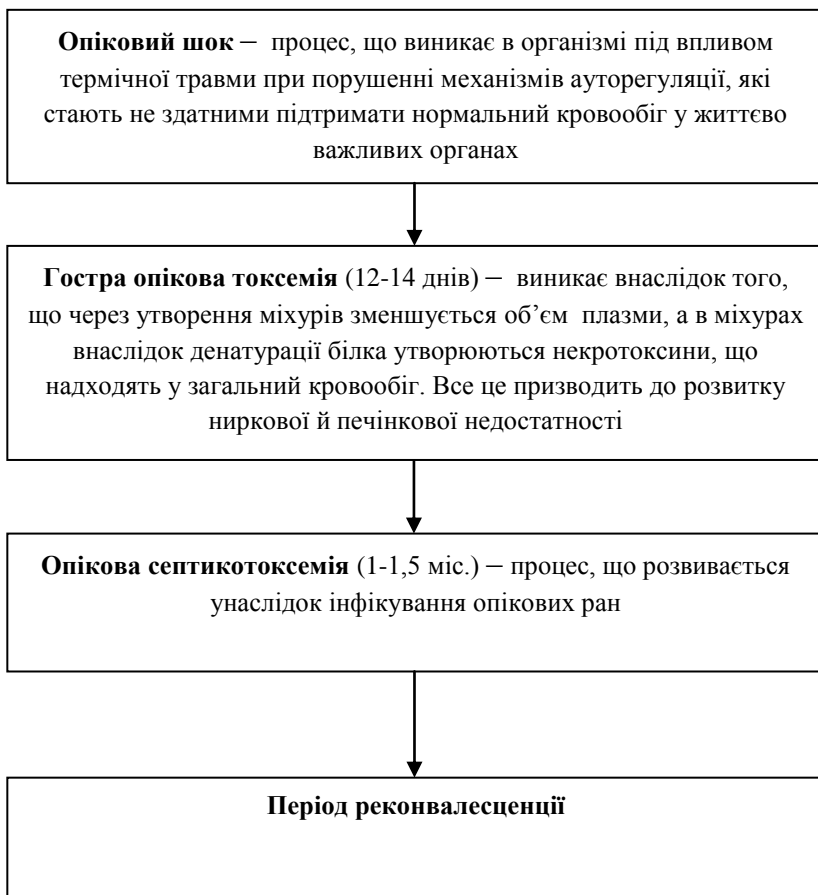 Опіковий шок – процес, що виникає в організмі під впливом
термічної травми при порушенні механізмів ауторегуляції, які
стають не здатними підтримати нормальний кровообіг у життєво
важливих органах
Гостра опікова токсемія (12-14 днів) – виникає внаслідок того,
що через утворення міхурів зменшується об’єм плазми, а в міхурах
внаслідок денатурації білка утворюються некротоксини, що
надходять у загальний кровообіг. Все це призводить до розвитку
ниркової й печінкової недостатності
Опікова септикотоксемія (1-1,5 міс.) – процес, що розвивається
унаслідок інфікування опікових ран
Період реконвалесценції